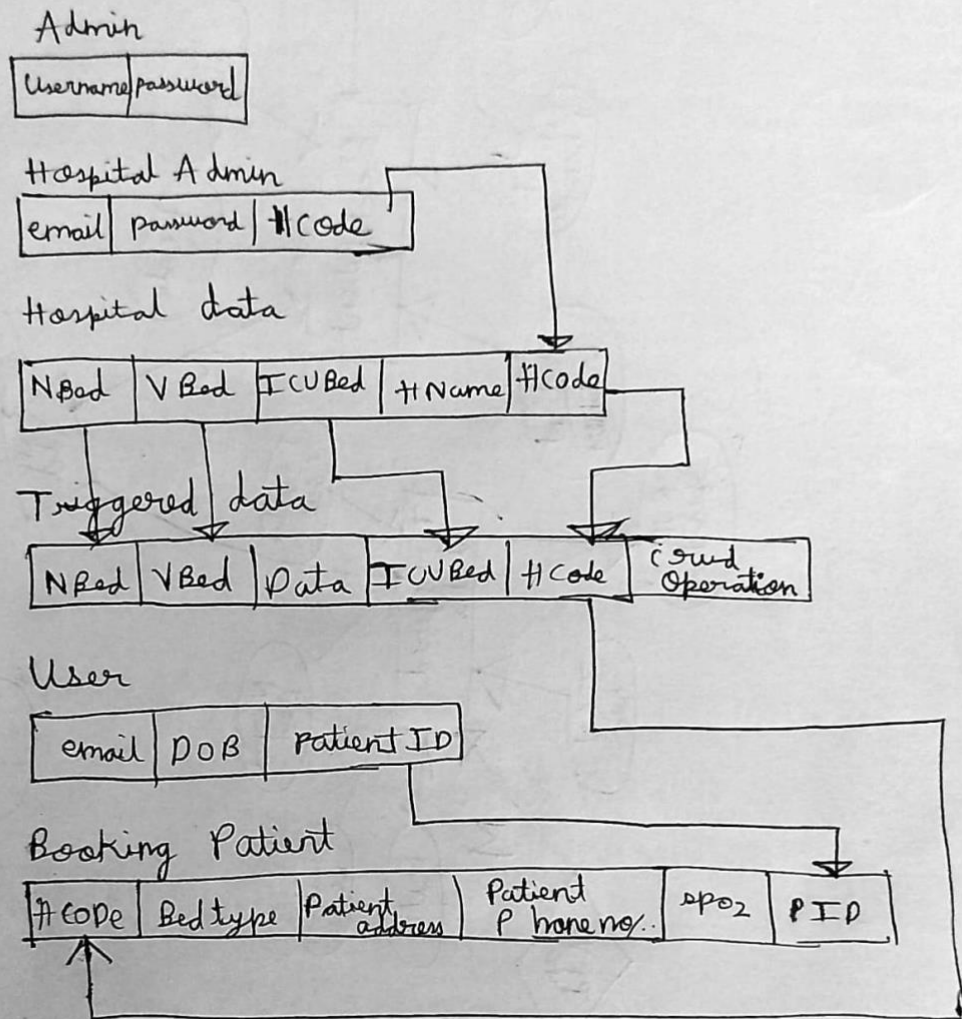 Admin
Username password
Hospital Admin
email password HCode
Hospital data
NBed VBed ICUBed HName HCode
Triggered data
NBed VBed Data ICUBed HCode Crud
Operation
User
email DOB Patient ID
Booking Patient
HCODe Bed type Patient address Patient Phone no.. SPO2 PID